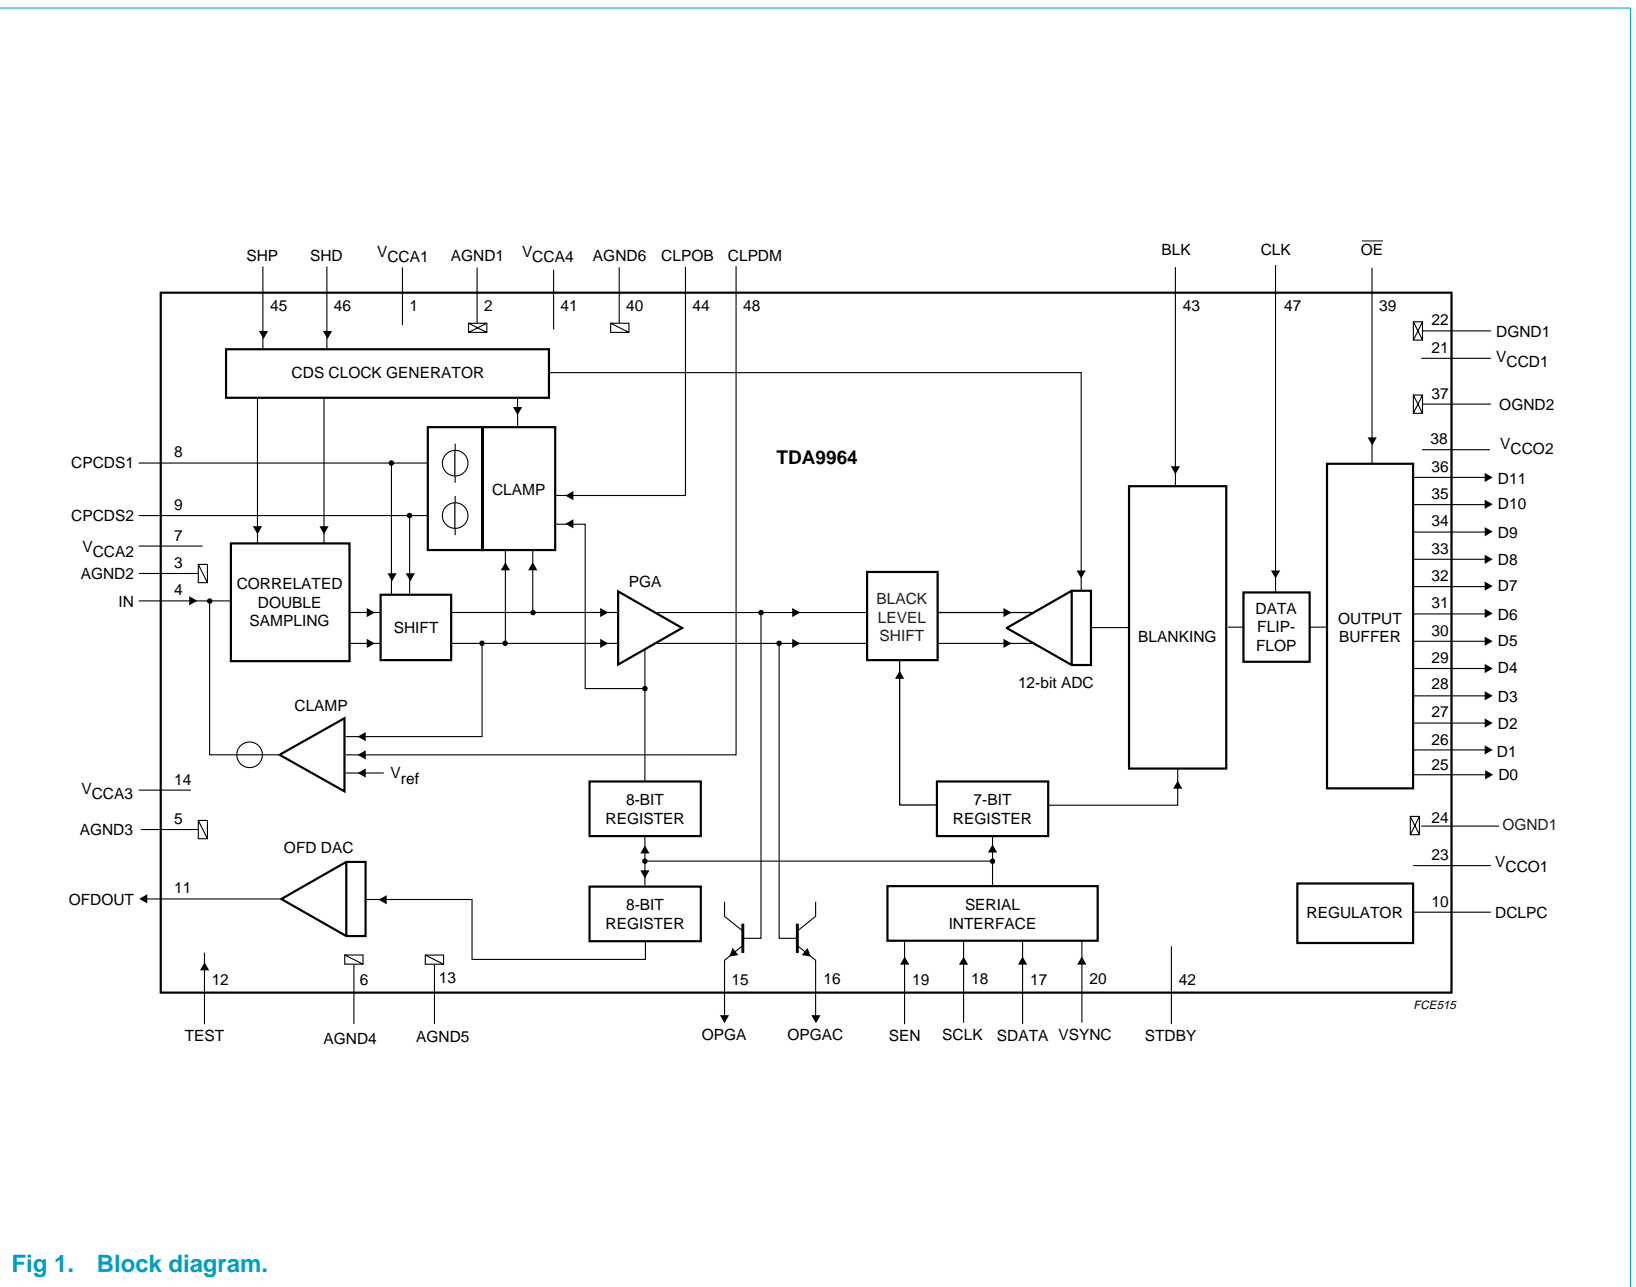 SHP SHD VCCA1 AGND1 VCCA4 AGND6 CLPOB CLPDM BLK CLK OE
45 46 1 2 41 40 44 48 43 47 39
22 DGND1
21 VCCD1
CDS CLOCK GENERATOR
37 OGND2
38 VCCO2
CPCDS1 8
TDA9964
CLAMP
CPCDS2 9
VCCA2 7
AGND2 3
IN 4
CORRELATED
DOUBLE
SAMPLING
SHIFT
PGA
BLACK
LEVEL
SHIFT
12-bit ADC
BLANKING
DATA
FLIP-
FLOP
OUTPUT
BUFFER
36 D11
35 D10
34 D9
33 D8
32 D7
31 D6
30 D5
29 D4
28 D3
27 D2
26 D1
25 D0
CLAMP
Vref
VCCA3 14
AGND3 5
8-BIT
REGISTER
7-BIT
REGISTER
24 OGND1
23 VCCO1
OFD DAC
OFDOUT 11
8-BIT
REGISTER
SERIAL
INTERFACE
REGULATOR
10 DCLPC
12 6 13 15 16 19 18 17 20 42
FCE515
TEST AGND4 AGND5 OPGA OPGAC SEN SCLK SDATA VSYNC STDBY
Fig 1. Block diagram.